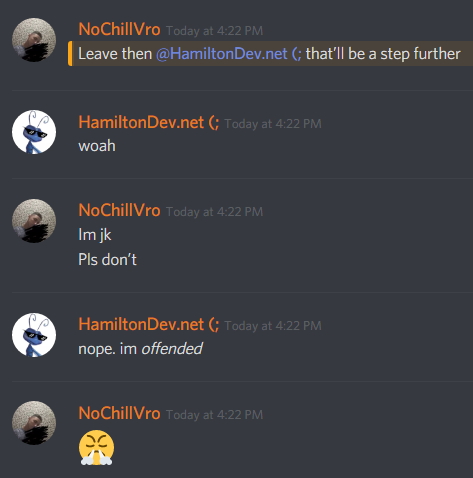 NoChillVro Today at 4:22 PM
Leave then @HamiltonDev.net (; that'll be a step further
HamiltonDev.net (; Today at 4:22 PM
woah
NoChillVro Today at 4:22 PM
Im jk
Pls don't
HamiltonDev.net (; Today at 4:22 PM
nope. im offended
NoChillVro Today at 4:22 PM